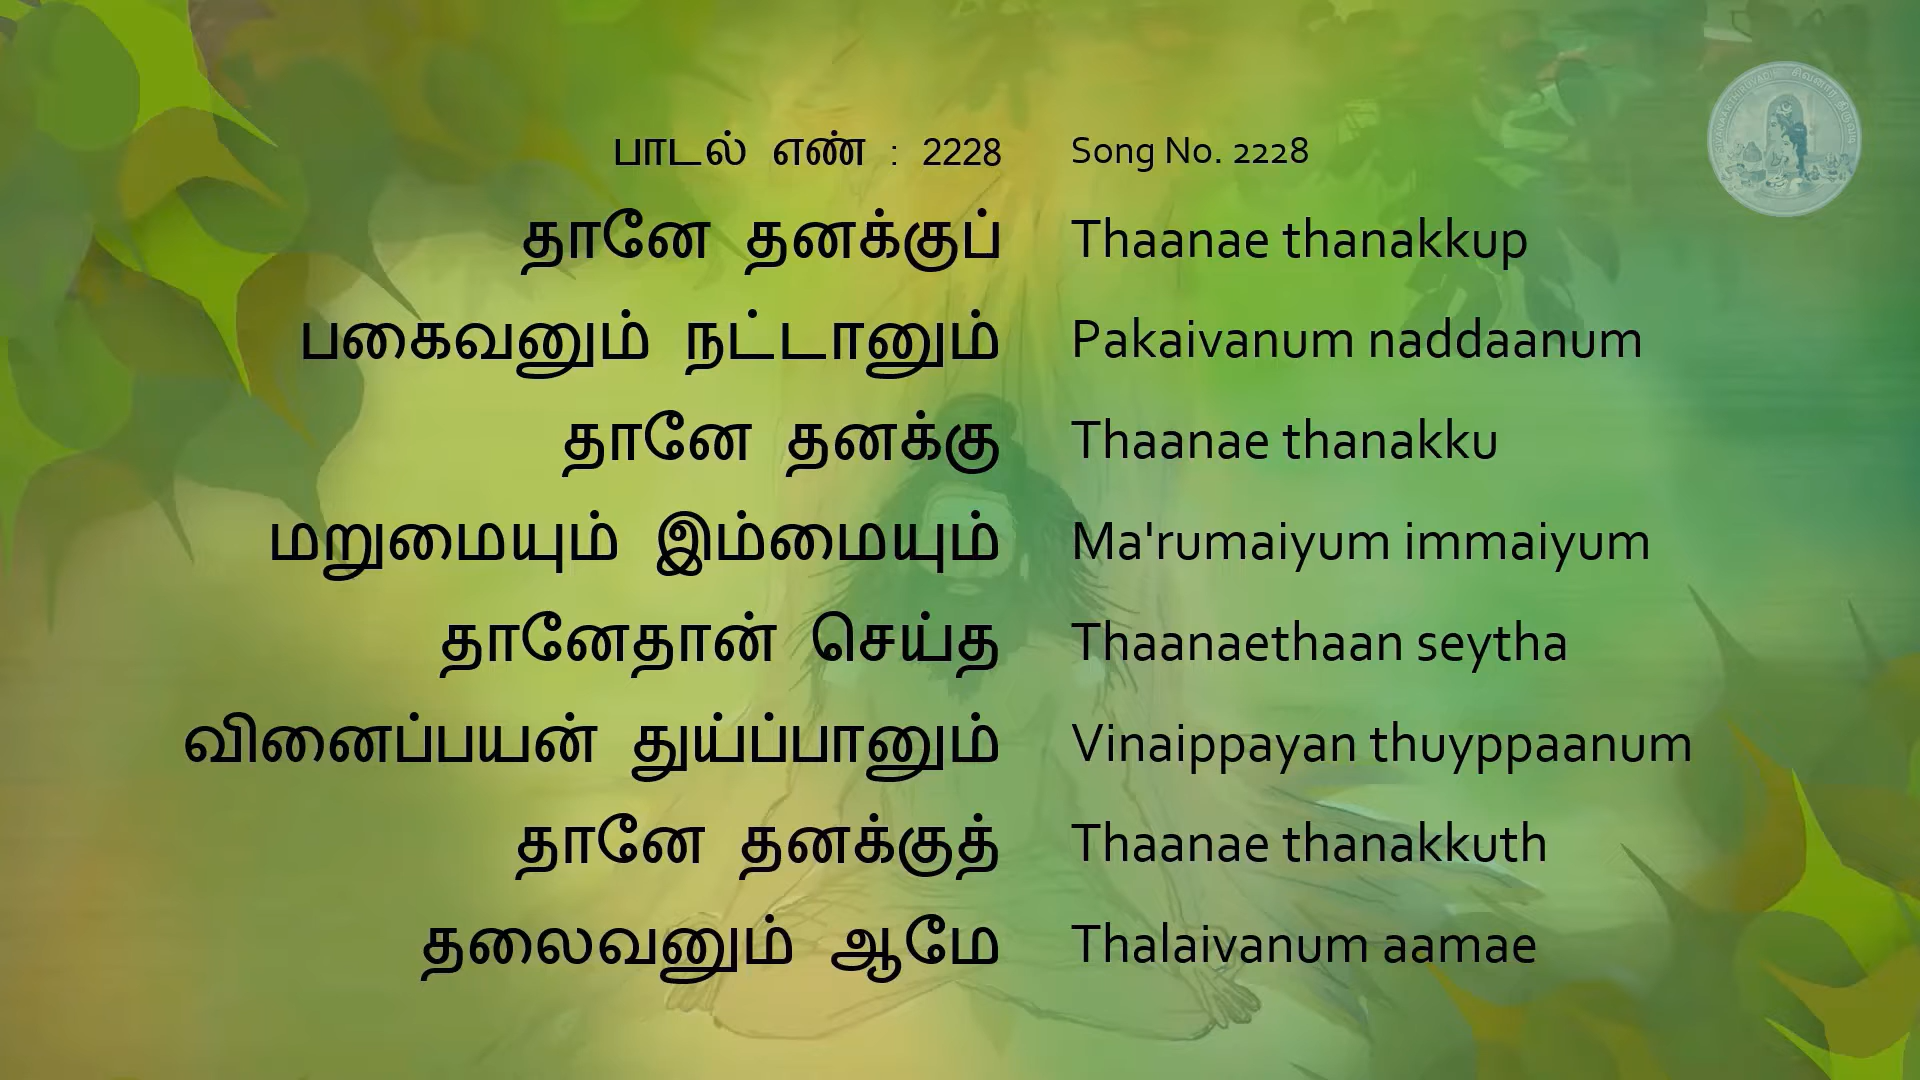 பாடல் எண் : 2228 Song No. 2228
தானே தனக்குப் Thaanae thanakkup
பகைவனும் நட்டானும் Pakaivanum naddaanum
தானே தனக்கு Thaanae thanakku
மறுமையும் இம்மையும் Ma'rumaiyum immaiyum
தானேதான் செய்த Thaanaethaan seytha
வினைப்பயன் துய்ப்பானும் Vinaippayan thuyppaanum
தானே தனக்குத் Thaanae thanakkuth
தலைவனும் ஆமே Thalaivanum aamae